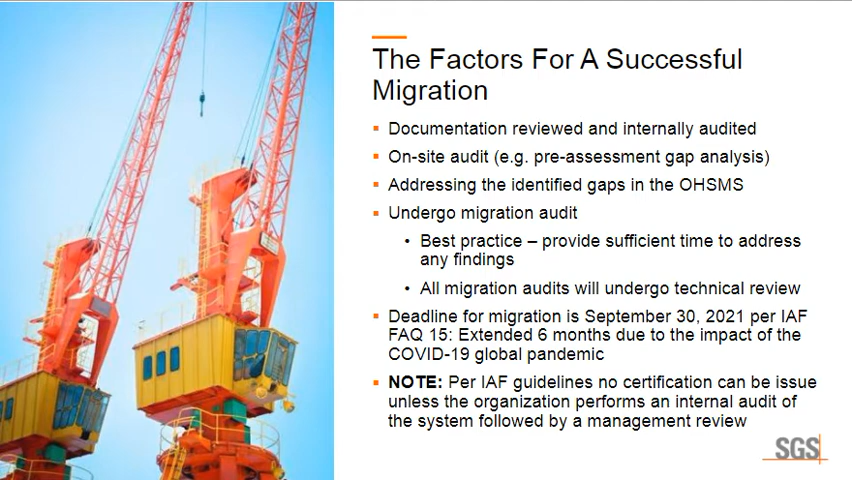 The Factors For A Successful
Migration
▪ Documentation reviewed and internally audited
▪ On-site audit (e.g. pre-assessment gap analysis)
▪ Addressing the identified gaps in the OHSMS
▪ Undergo migration audit
• Best practice – provide sufficient time to address
any findings
• All migration audits will undergo technical review
▪ Deadline for migration is September 30, 2021 per IAF
FAQ 15: Extended 6 months due to the impact of the
COVID-19 global pandemic
▪ NOTE: Per IAF guidelines no certification can be issue
unless the organization performs an internal audit of
the system followed by a management review
SGS